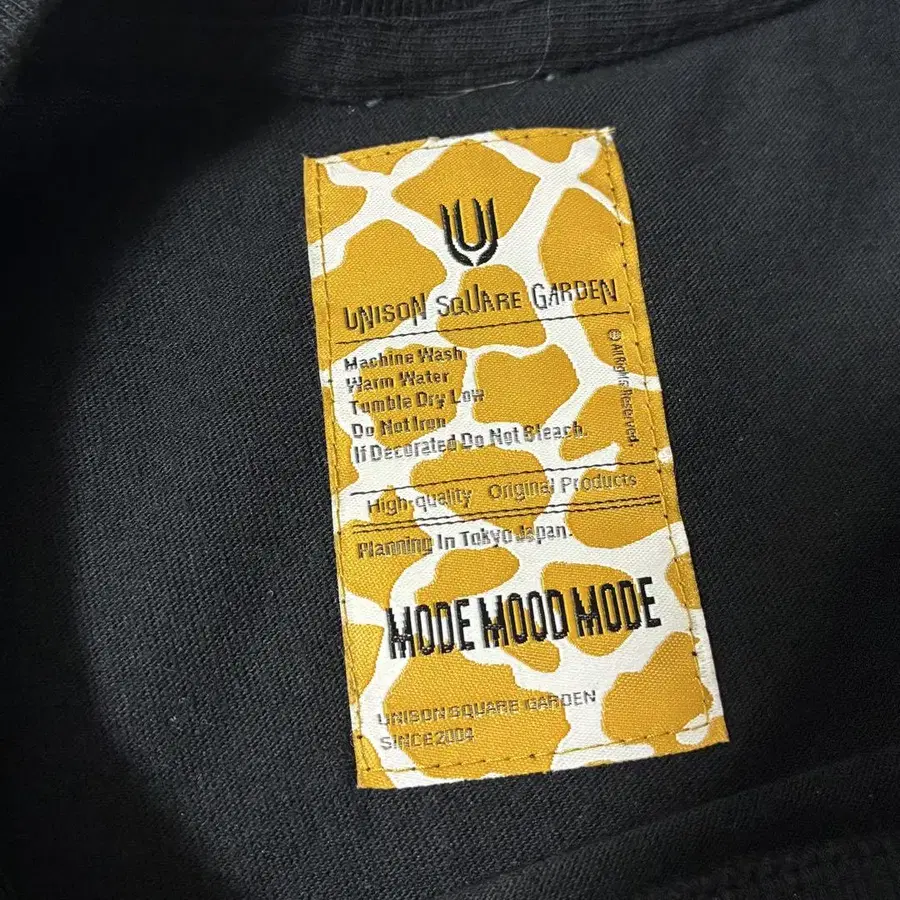 UNISON SQUARE GARDEN
Machine Wash
Warm Water
Tumble Dry Low
Do Not Iron
If Decorated Do Not Bleach.
© All Rights Reserved.
High-quality Original Products
Planning In Tokyo Japan.
MODE MOOD MODE
UNISON SQUARE GARDEN
SINCE 2004